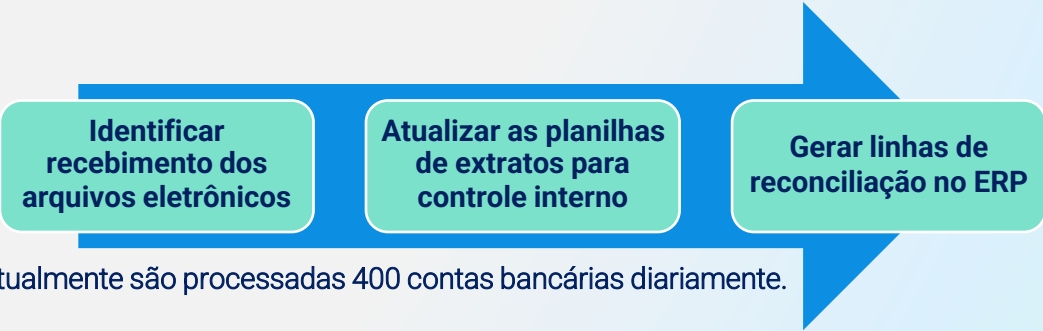 Identificar
recebimento dos
arquivos eletrônicos
Atualizar as planilhas
de extratos para
controle interno
Gerar linhas de
reconciliação no ERP
tualmente são processadas 400 contas bancárias diariamente.